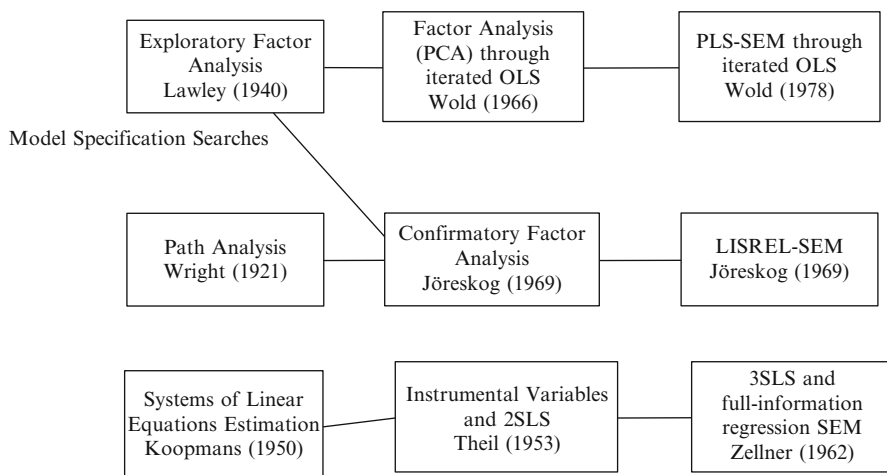 Exploratory Factor
Analysis
Lawley (1940)
Factor Analysis
(PCA) through
iterated OLS
Wold (1966)
PLS-SEM through
iterated OLS
Wold (1978)
Model Specification Searches
Path Analysis
Wright (1921)
Confirmatory Factor
Analysis
Jöreskog (1969)
LISREL-SEM
Jöreskog (1969)
Systems of Linear
Equations Estimation
Koopmans (1950)
Instrumental Variables
and 2SLS
Theil (1953)
3SLS and
full-information
regression SEM
Zellner (1962)